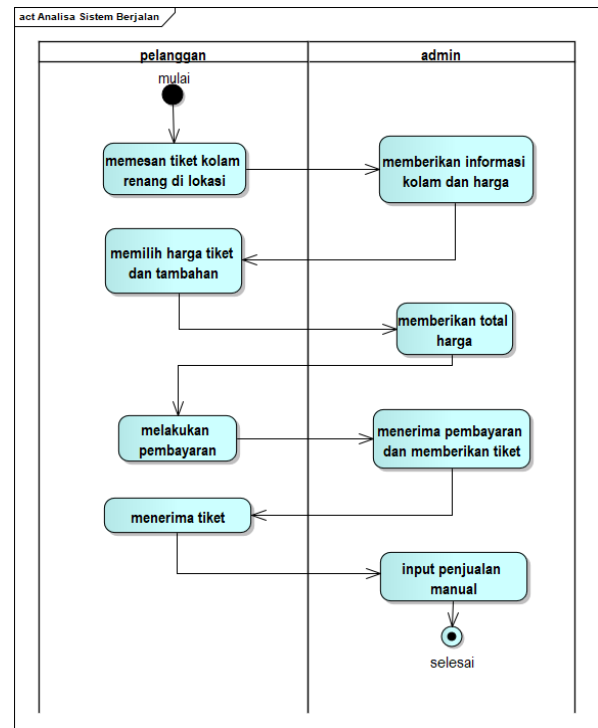 act Analisa Sistem Berjalan
pelanggan
admin
mulai
memesan tiket kolam
renang di lokasi
memberikan informasi
kolam dan harga
memilih harga tiket
dan tambahan
memberikan total
harga
melakukan
pembayaran
menerima pembayaran
dan memberikan tiket
menerima tiket
input penjualan
manual
selesai